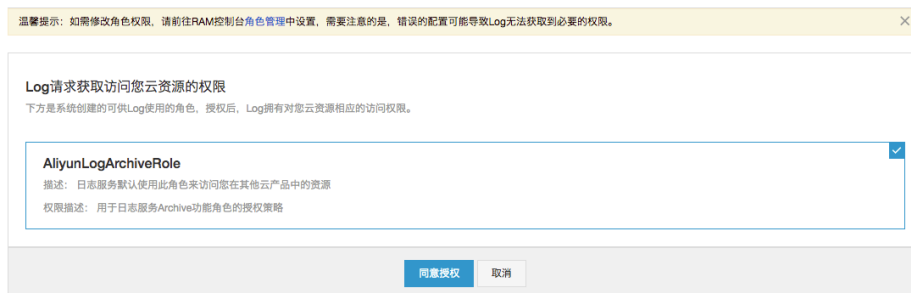 温馨提示：如需修改角色权限，请前往RAM控制台角色管理中设置，需要注意的是，错误的配置可能导致Log无法获取到必要的权限。
Log请求获取访问您云资源的权限
下方是系统创建的可供Log使用的角色，授权后，Log拥有对您云资源相应的访问权限。
AliyunLogArchiveRole
描述： 日志服务默认使用此角色来访问您在其他云产品中的资源
权限描述： 用于日志服务Archive功能角色的授权策略
同意授权 取消